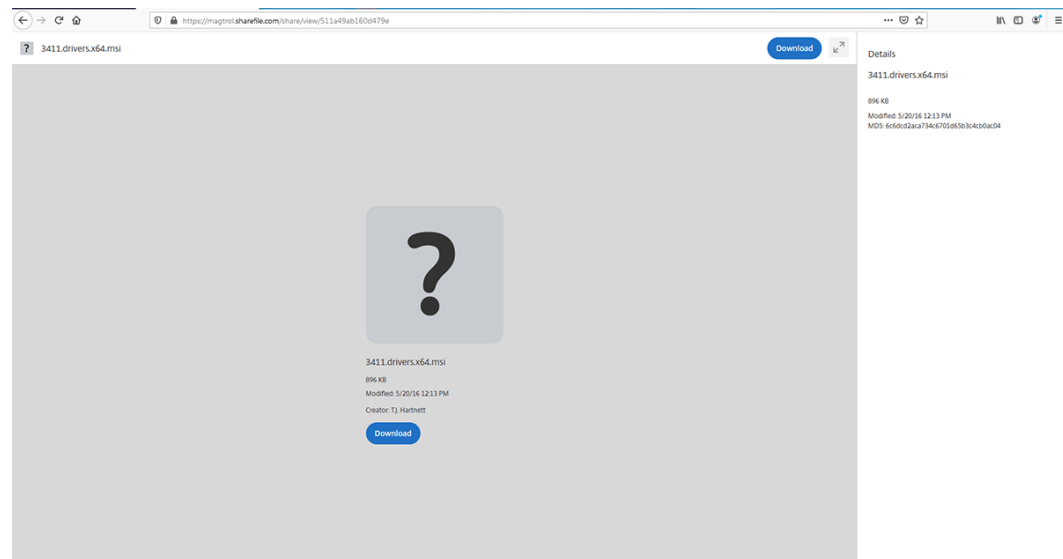 https://magtrol.sharefile.com/share/view/511a49ab160d479e
? 3411.drivers.x64.msi
Download
Details
3411.drivers.x64.msi
896 KB
Modified: 5/20/16 12:13 PM
MD5: 6c6dcd2aca734c6701d65b3c4cb0ac04
?
3411.drivers.x64.msi
896 KB
Modified: 5/20/16 12:13 PM
Creator: T.J. Hartnett
Download